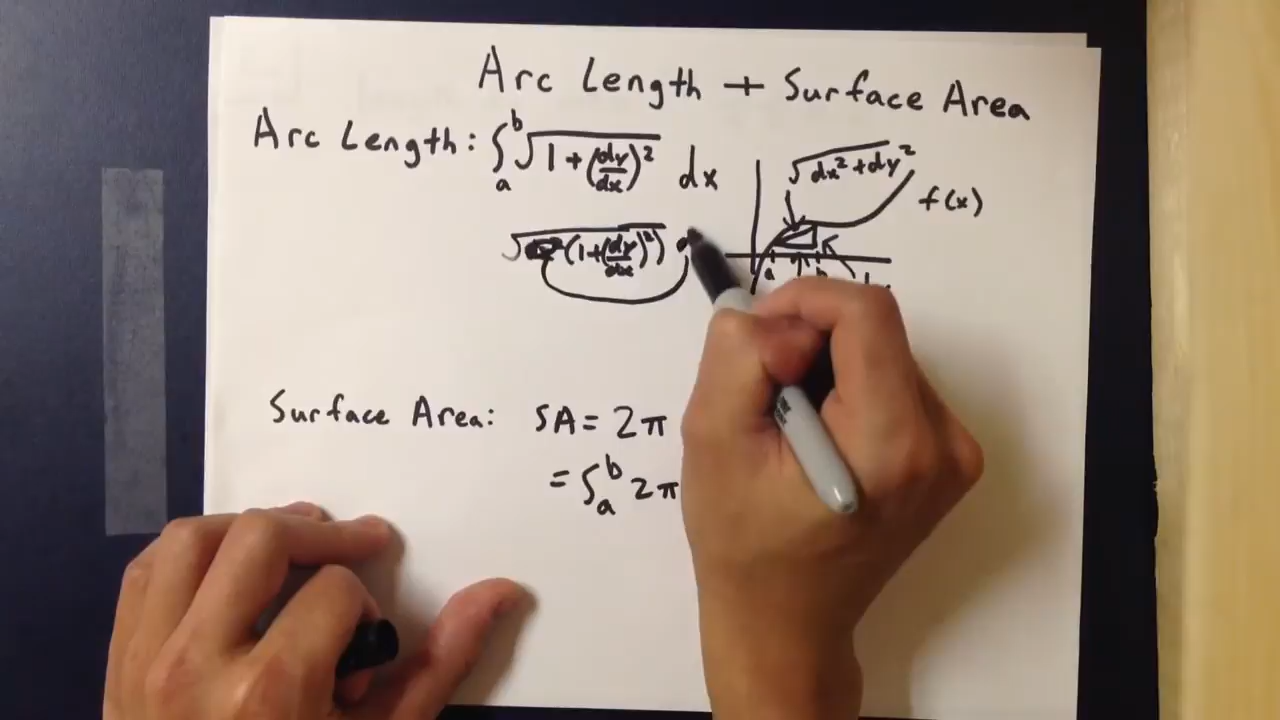 Arc Length + Surface Area
Arc Length: ∫_a^b √(1+(dy/dx)²) dx
√(dx²+dy²)
f(x)
√((1+(dy/dx)²))
a b
Surface Area: SA = 2π
= ∫_a^b 2π